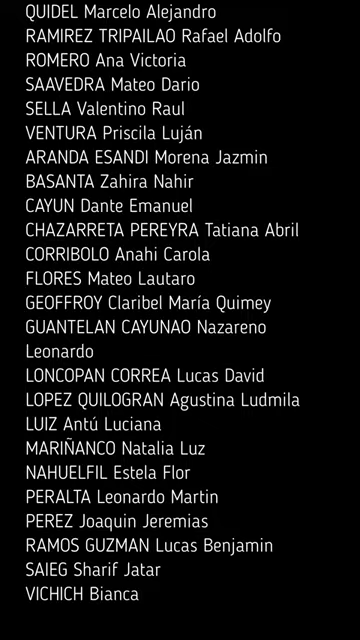 QUIDEL Marcelo Alejandro
RAMIREZ TRIPAILAO Rafael Adolfo
ROMERO Ana Victoria
SAAVEDRA Mateo Dario
SELLA Valentino Raul
VENTURA Priscila Luján
ARANDA ESANDI Morena Jazmin
BASANTA Zahira Nahir
CAYUN Dante Emanuel
CHAZARRETA PEREYRA Tatiana Abril
CORRIBOLO Anahi Carola
FLORES Mateo Lautaro
GEOFFROY Claribel María Quimey
GUANTELAN CAYUNAO Nazareno
Leonardo
LONCOPAN CORREA Lucas David
LOPEZ QUILOGRAN Agustina Ludmila
LUIZ Antú Luciana
MARIÑANCO Natalia Luz
NAHUELFIL Estela Flor
PERALTA Leonardo Martin
PEREZ Joaquin Jeremias
RAMOS GUZMAN Lucas Benjamin
SAIEG Sharif Jatar
VICHICH Bianca